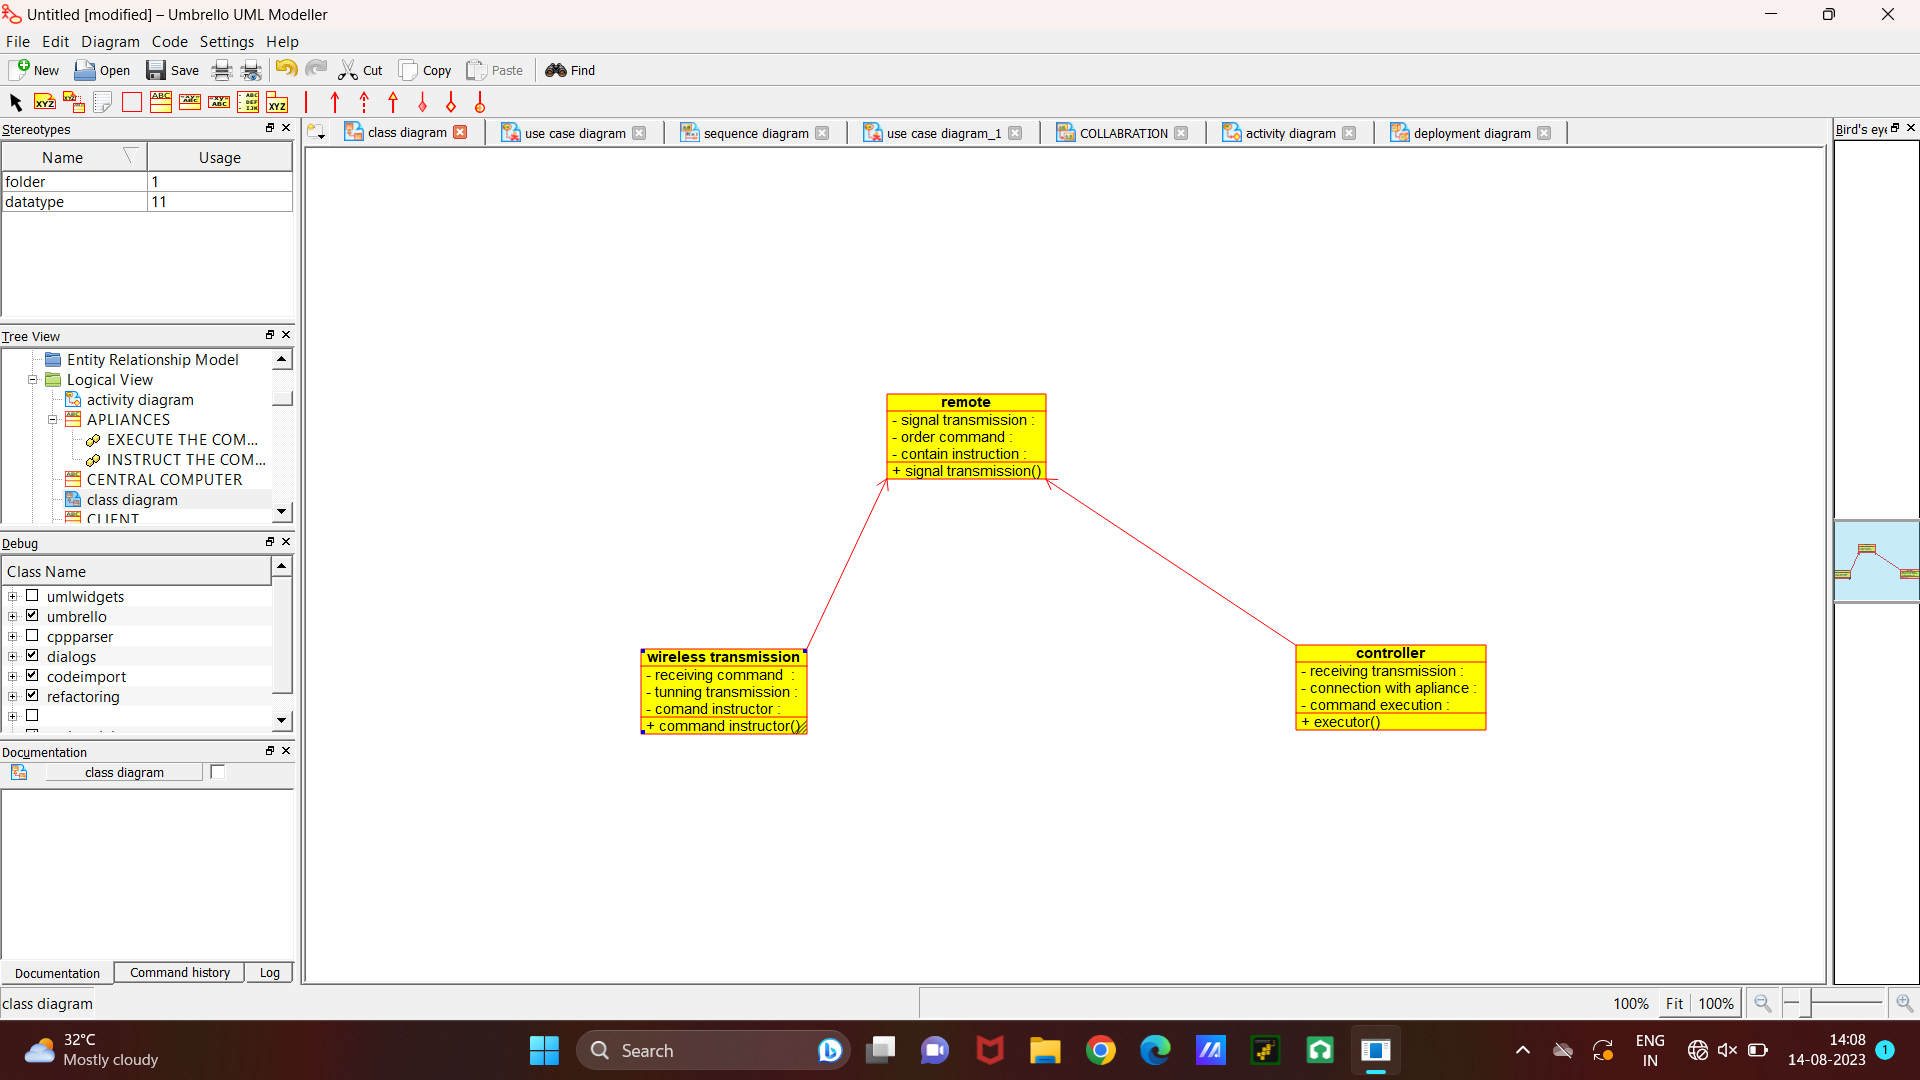 Untitled [modified] – Umbrello UML Modeller
File Edit Diagram Code Settings Help
New Open Save Cut Copy Paste Find
Stereotypes
Name Usage
folder 1
datatype 11
class diagram use case diagram sequence diagram use case diagram_1 COLLABRATION activity diagram deployment diagram
Bird's eye
Tree View
Entity Relationship Model
Logical View
activity diagram
APLIANCES
EXECUTE THE COM...
INSTRUCT THE COM...
CENTRAL COMPUTER
class diagram
CLIENT
Debug
Class Name
umlwidgets
umbrello
cppparser
dialogs
codeimport
refactoring
Documentation
class diagram
Documentation Command history Log
remote
- signal transmission :
- order command :
- contain instruction :
+ signal transmission()
wireless transmission
- receiving command :
- tunning transmission :
- comand instructor :
+ command instructor()
controller
- receiving transmission :
- connection with apliance :
- command execution :
+ executor()
class diagram
100% Fit 100%
32°C
Mostly cloudy
Search
ENG
IN
14:08
14-08-2023
1